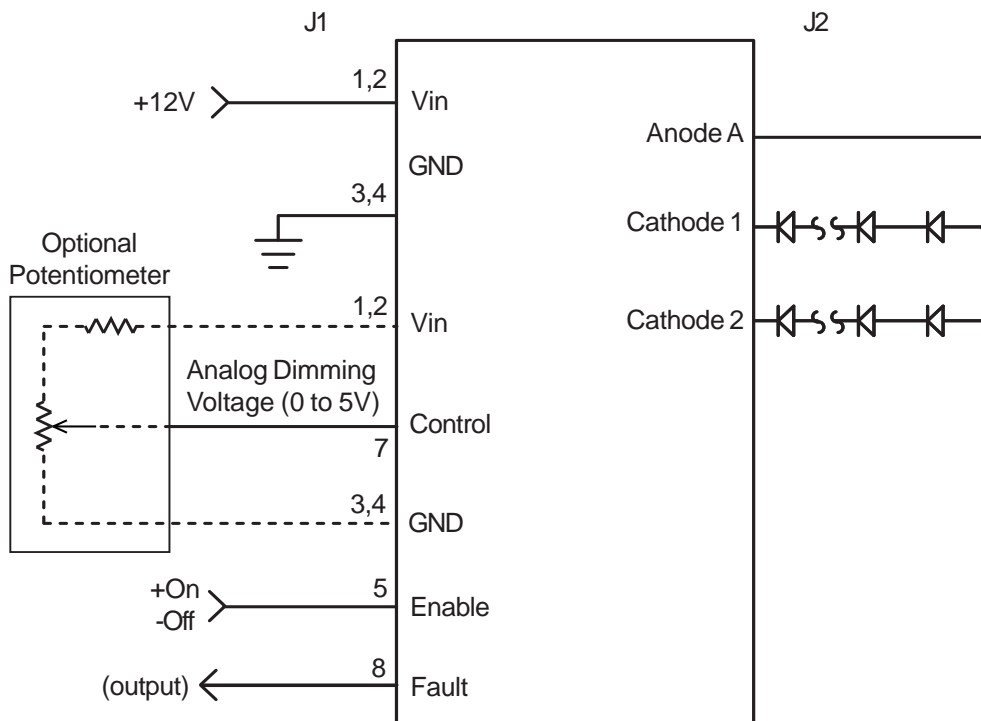 J1
J2
1,2
+12V
Vin
Anode A
GND
3,4
Cathode 1
Optional
Potentiometer
1,2
Vin
Cathode 2
Analog Dimming
Voltage (0 to 5V)
Control
7
3,4
GND
+On
-Off
5
Enable
8
(output)
Fault